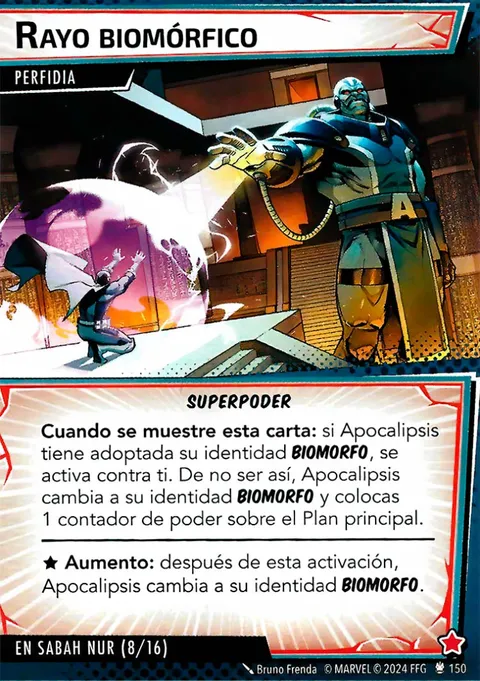 RAYO BIOMÓRFICO
PERFIDIA
A
SUPERPODER
Cuando se muestre esta carta: si Apocalipsis
tiene adoptada su identidad BIOMORFO, se
activa contra ti. De no ser así, Apocalipsis
cambia a su identidad BIOMORFO y colocas
1 contador de poder sobre el Plan principal.
★ Aumento: después de esta activación,
Apocalipsis cambia a su identidad BIOMORFO.
EN SABAH NUR (8/16)
Bruno Frenda © MARVEL © 2024 FFG 150